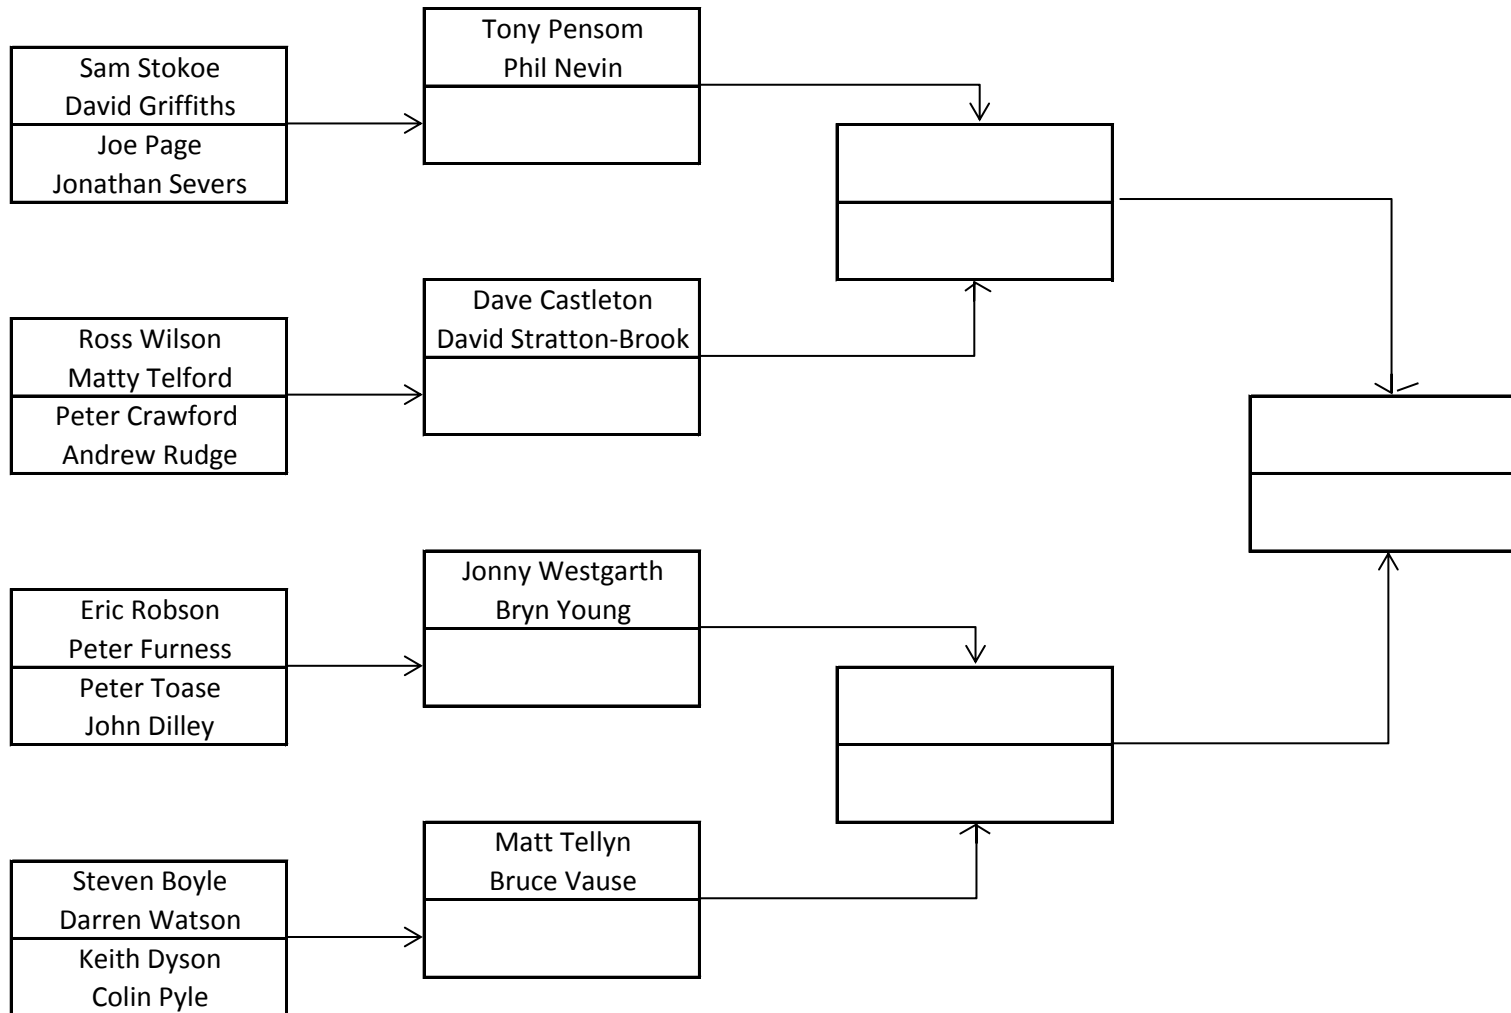 Tony Pensom
Phil Nevin
Sam Stokoe
David Griffiths
Joe Page
Jonathan Severs
Dave Castleton
David Stratton-Brook
Ross Wilson
Matty Telford
Peter Crawford
Andrew Rudge
Jonny Westgarth
Bryn Young
Eric Robson
Peter Furness
Peter Toase
John Dilley
Matt Tellyn
Bruce Vause
Steven Boyle
Darren Watson
Keith Dyson
Colin Pyle